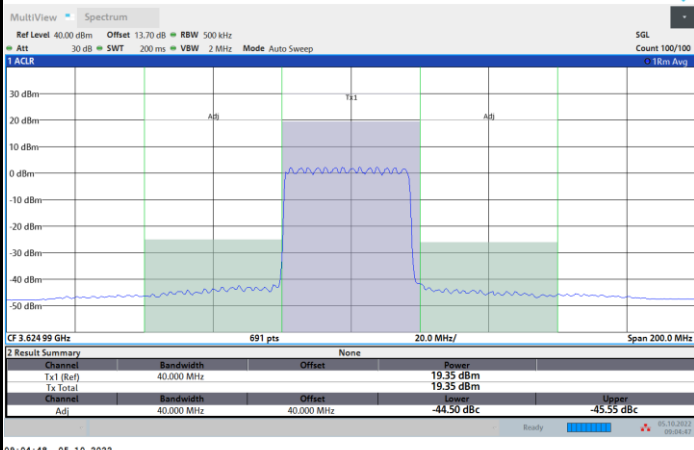 MultiView Spectrum
Ref Level 40.00 dBm Offset 13.70 dB RBW 500 kHz SGL
Att 30 dB SWT 200 ms VBW 2 MHz Mode Auto Sweep Count 100/100
1 ACLR 1Rm Avg
30 dBm
Tx1
20 dBm
Adj Adj
10 dBm
0 dBm
-10 dBm
-20 dBm
-30 dBm
-40 dBm
-50 dBm
CF 3.624 99 GHz 691 pts 20.0 MHz/ Span 200.0 MHz
2 Result Summary None
Channel Bandwidth Offset Power
Tx1 (Ref) 40.000 MHz 19.35 dBm
Tx Total 19.35 dBm
Channel Bandwidth Offset Lower Upper
Adj 40.000 MHz 40.000 MHz -44.50 dBc -45.55 dBc
Ready 05.10.2022
09:04:47
09:04:48 05.10.2022